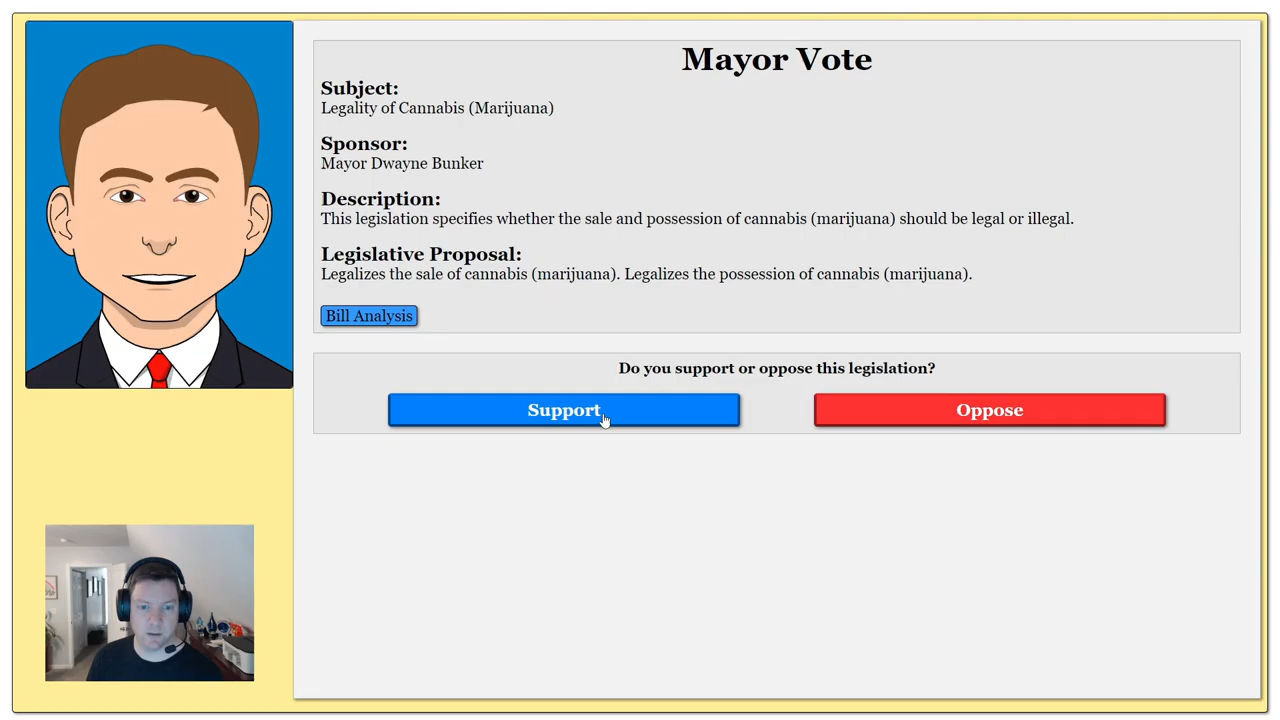 Mayor Vote
Subject:
Legality of Cannabis (Marijuana)
Sponsor:
Mayor Dwayne Bunker
Description:
This legislation specifies whether the sale and possession of cannabis (marijuana) should be legal or illegal.
Legislative Proposal:
Legalizes the sale of cannabis (marijuana). Legalizes the possession of cannabis (marijuana).
Bill Analysis
Do you support or oppose this legislation?
Support
Oppose